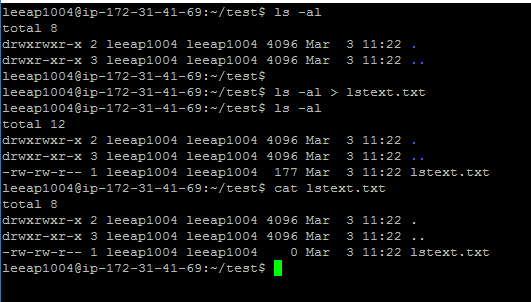 leeap1004@ip-172-31-41-69:~/test$ ls -al
total 8
drwxrwxr-x 2 leeap1004 leeap1004 4096 Mar  3 11:22 .
drwxr-xr-x 3 leeap1004 leeap1004 4096 Mar  3 11:22 ..
leeap1004@ip-172-31-41-69:~/test$
leeap1004@ip-172-31-41-69:~/test$ ls -al > lstext.txt
leeap1004@ip-172-31-41-69:~/test$ ls -al
total 12
drwxrwxr-x 2 leeap1004 leeap1004 4096 Mar  3 11:22 .
drwxr-xr-x 3 leeap1004 leeap1004 4096 Mar  3 11:22 ..
-rw-rw-r-- 1 leeap1004 leeap1004  177 Mar  3 11:22 lstext.txt
leeap1004@ip-172-31-41-69:~/test$ cat lstext.txt
total 8
drwxrwxr-x 2 leeap1004 leeap1004 4096 Mar  3 11:22 .
drwxr-xr-x 3 leeap1004 leeap1004 4096 Mar  3 11:22 ..
-rw-rw-r-- 1 leeap1004 leeap1004    0 Mar  3 11:22 lstext.txt
leeap1004@ip-172-31-41-69:~/test$